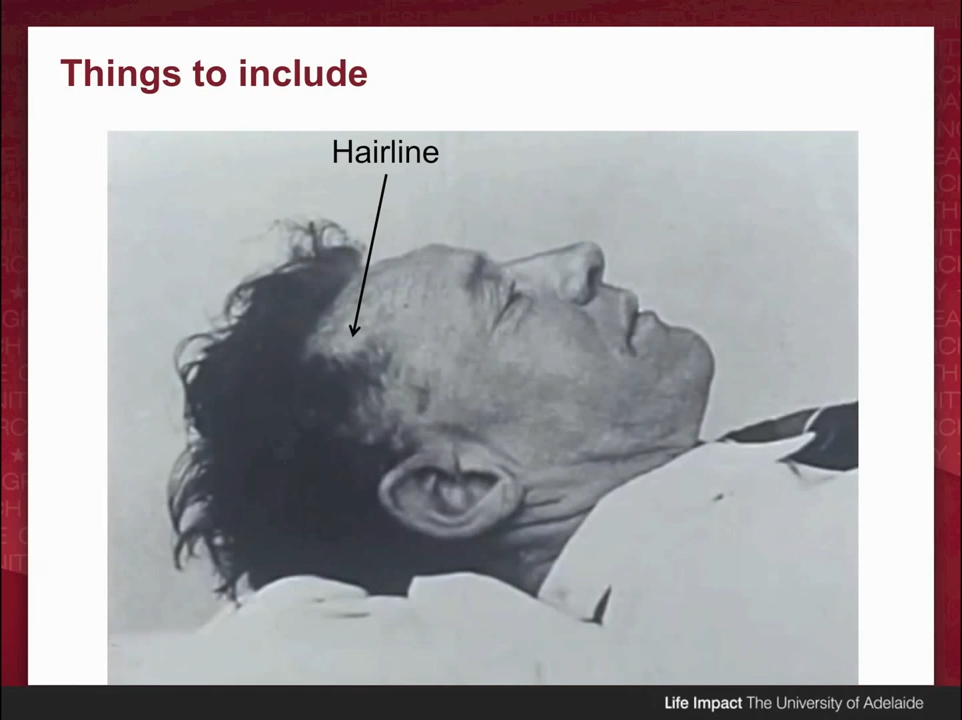 Things to include
Hairline
Life Impact The University of Adelaide